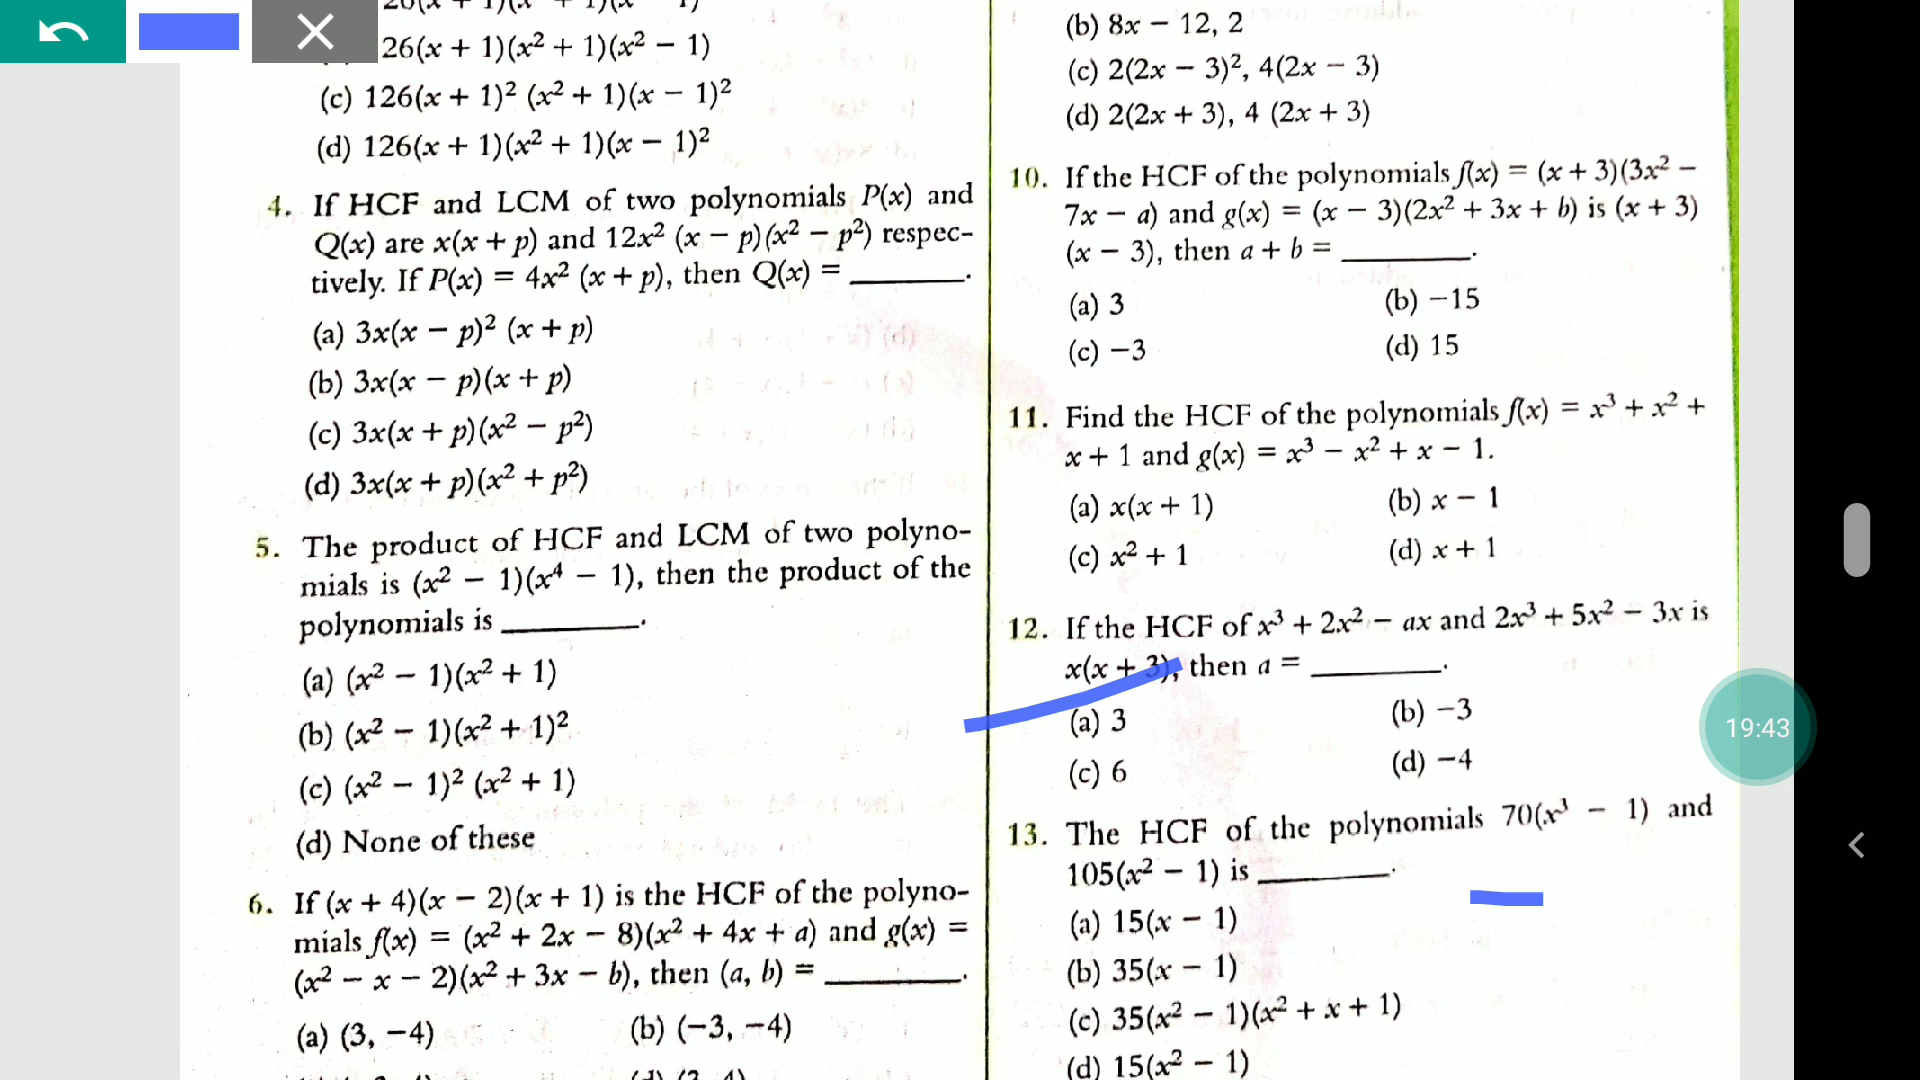 26(x + 1)(x² + 1)(x² − 1)
(c) 126(x + 1)² (x² + 1)(x − 1)²
(d) 126(x + 1)(x² + 1)(x − 1)²
4. If HCF and LCM of two polynomials P(x) and
Q(x) are x(x + p) and 12x² (x − p)(x² − p²) respec-
tively. If P(x) = 4x² (x + p), then Q(x) = ________.
(a) 3x(x − p)² (x + p)
(b) 3x(x − p)(x + p)
(c) 3x(x + p)(x² − p²)
(d) 3x(x + p)(x² + p²)
5. The product of HCF and LCM of two polyno-
mials is (x² − 1)(x⁴ − 1), then the product of the
polynomials is ________.
(a) (x² − 1)(x² + 1)
(b) (x² − 1)(x² + 1)²
(c) (x² − 1)² (x² + 1)
(d) None of these
6. If (x + 4)(x − 2)(x + 1) is the HCF of the polyno-
mials f(x) = (x² + 2x − 8)(x² + 4x + a) and g(x) =
(x² − x − 2)(x² + 3x − b), then (a, b) = ________.
(a) (3, −4) (b) (−3, −4)
(b) 8x − 12, 2
(c) 2(2x − 3)², 4(2x − 3)
(d) 2(2x + 3), 4 (2x + 3)
10. If the HCF of the polynomials f(x) = (x + 3)(3x² −
7x − a) and g(x) = (x − 3)(2x² + 3x + b) is (x + 3)
(x − 3), then a + b = ________.
(a) 3 (b) −15
(c) −3 (d) 15
11. Find the HCF of the polynomials f(x) = x³ + x² +
x + 1 and g(x) = x³ − x² + x − 1.
(a) x(x + 1) (b) x − 1
(c) x² + 1 (d) x + 1
12. If the HCF of x³ + 2x² − ax and 2x³ + 5x² − 3x is
x(x + 3), then a = ________.
(a) 3 (b) −3
(c) 6 (d) −4
13. The HCF of the polynomials 70(x³ − 1) and
105(x² − 1) is ________.
(a) 15(x − 1)
(b) 35(x − 1)
(c) 35(x² − 1)(x² + x + 1)
(d) 15(x² − 1)
19:43